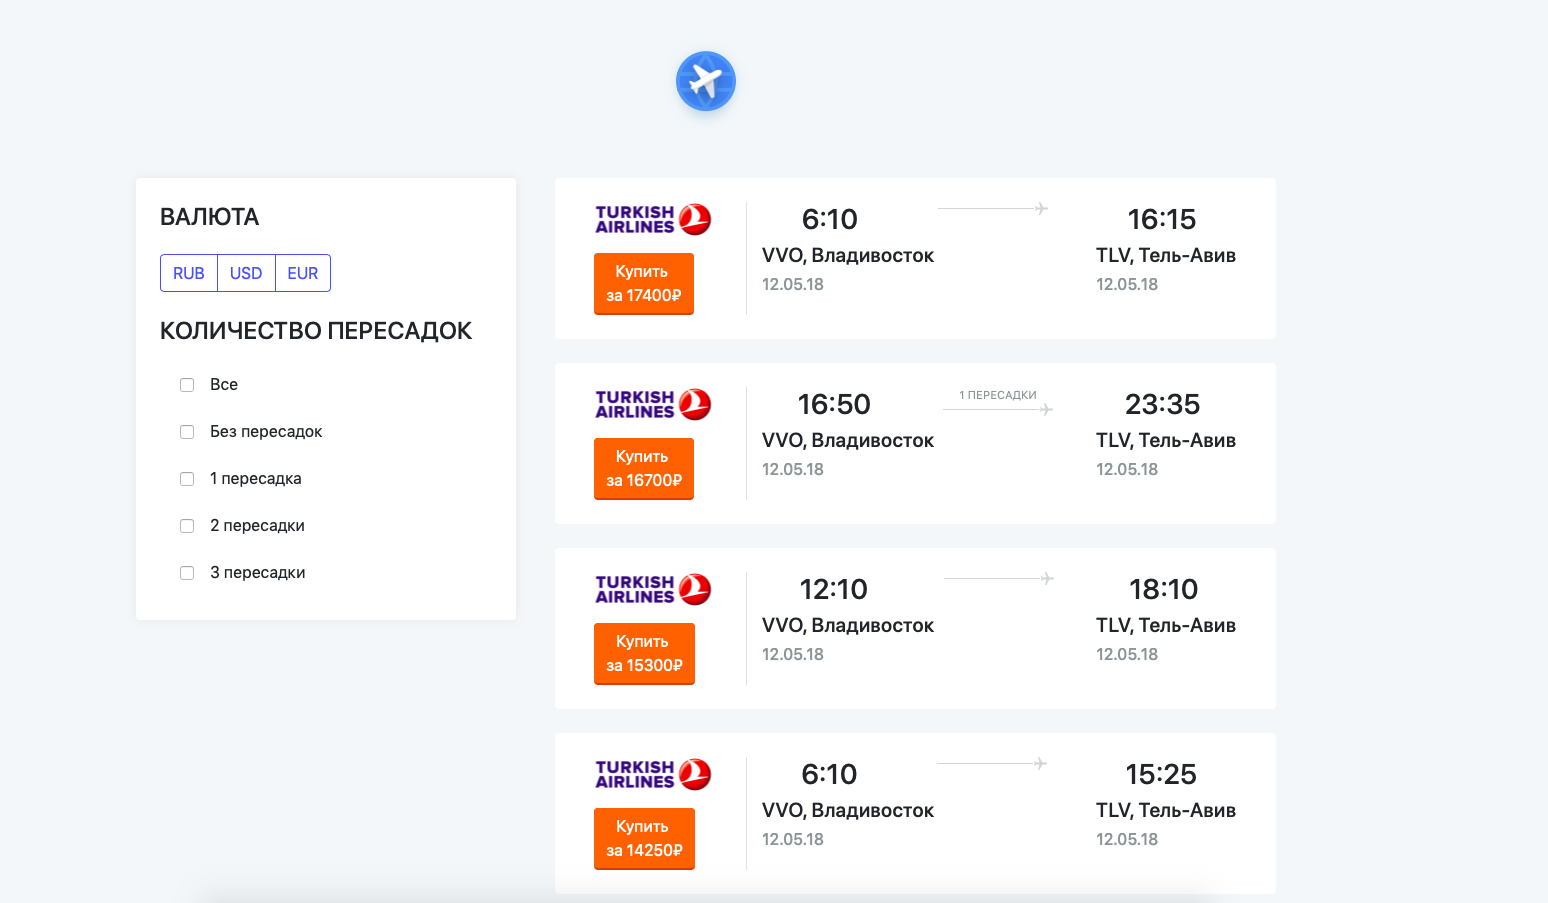 ВАЛЮТА
RUB USD EUR
КОЛИЧЕСТВО ПЕРЕСАДОК
Все
Без пересадок
1 пересадка
2 пересадки
3 пересадки
TURKISH
AIRLINES
Купить
за 17400₽
6:10
VVO, Владивосток
12.05.18
16:15
TLV, Тель-Авив
12.05.18
TURKISH
AIRLINES
Купить
за 16700₽
16:50
VVO, Владивосток
12.05.18
1 ПЕРЕСАДКИ
23:35
TLV, Тель-Авив
12.05.18
TURKISH
AIRLINES
Купить
за 15300₽
12:10
VVO, Владивосток
12.05.18
18:10
TLV, Тель-Авив
12.05.18
TURKISH
AIRLINES
Купить
за 14250₽
6:10
VVO, Владивосток
12.05.18
15:25
TLV, Тель-Авив
12.05.18